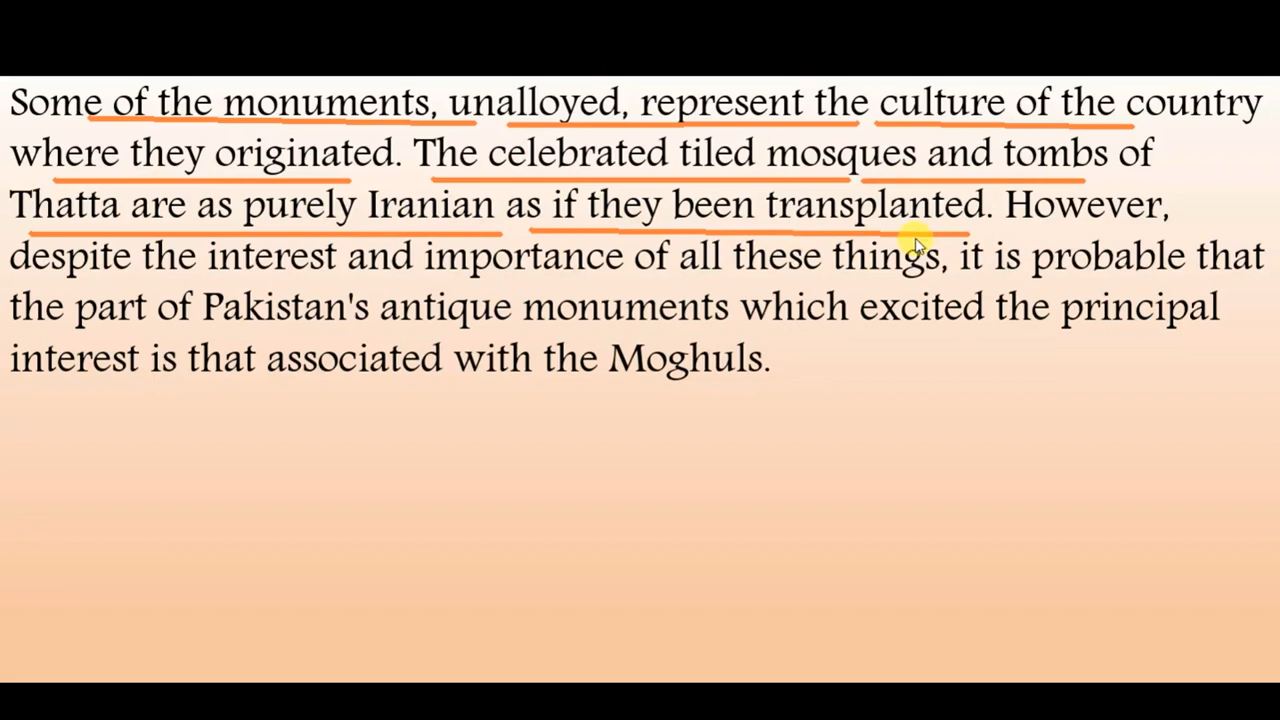 Some of the monuments, unalloyed, represent the culture of the country
where they originated. The celebrated tiled mosques and tombs of
Thatta are as purely Iranian as if they been transplanted. However,
despite the interest and importance of all these things, it is probable that
the part of Pakistan's antique monuments which excited the principal
interest is that associated with the Moghuls.